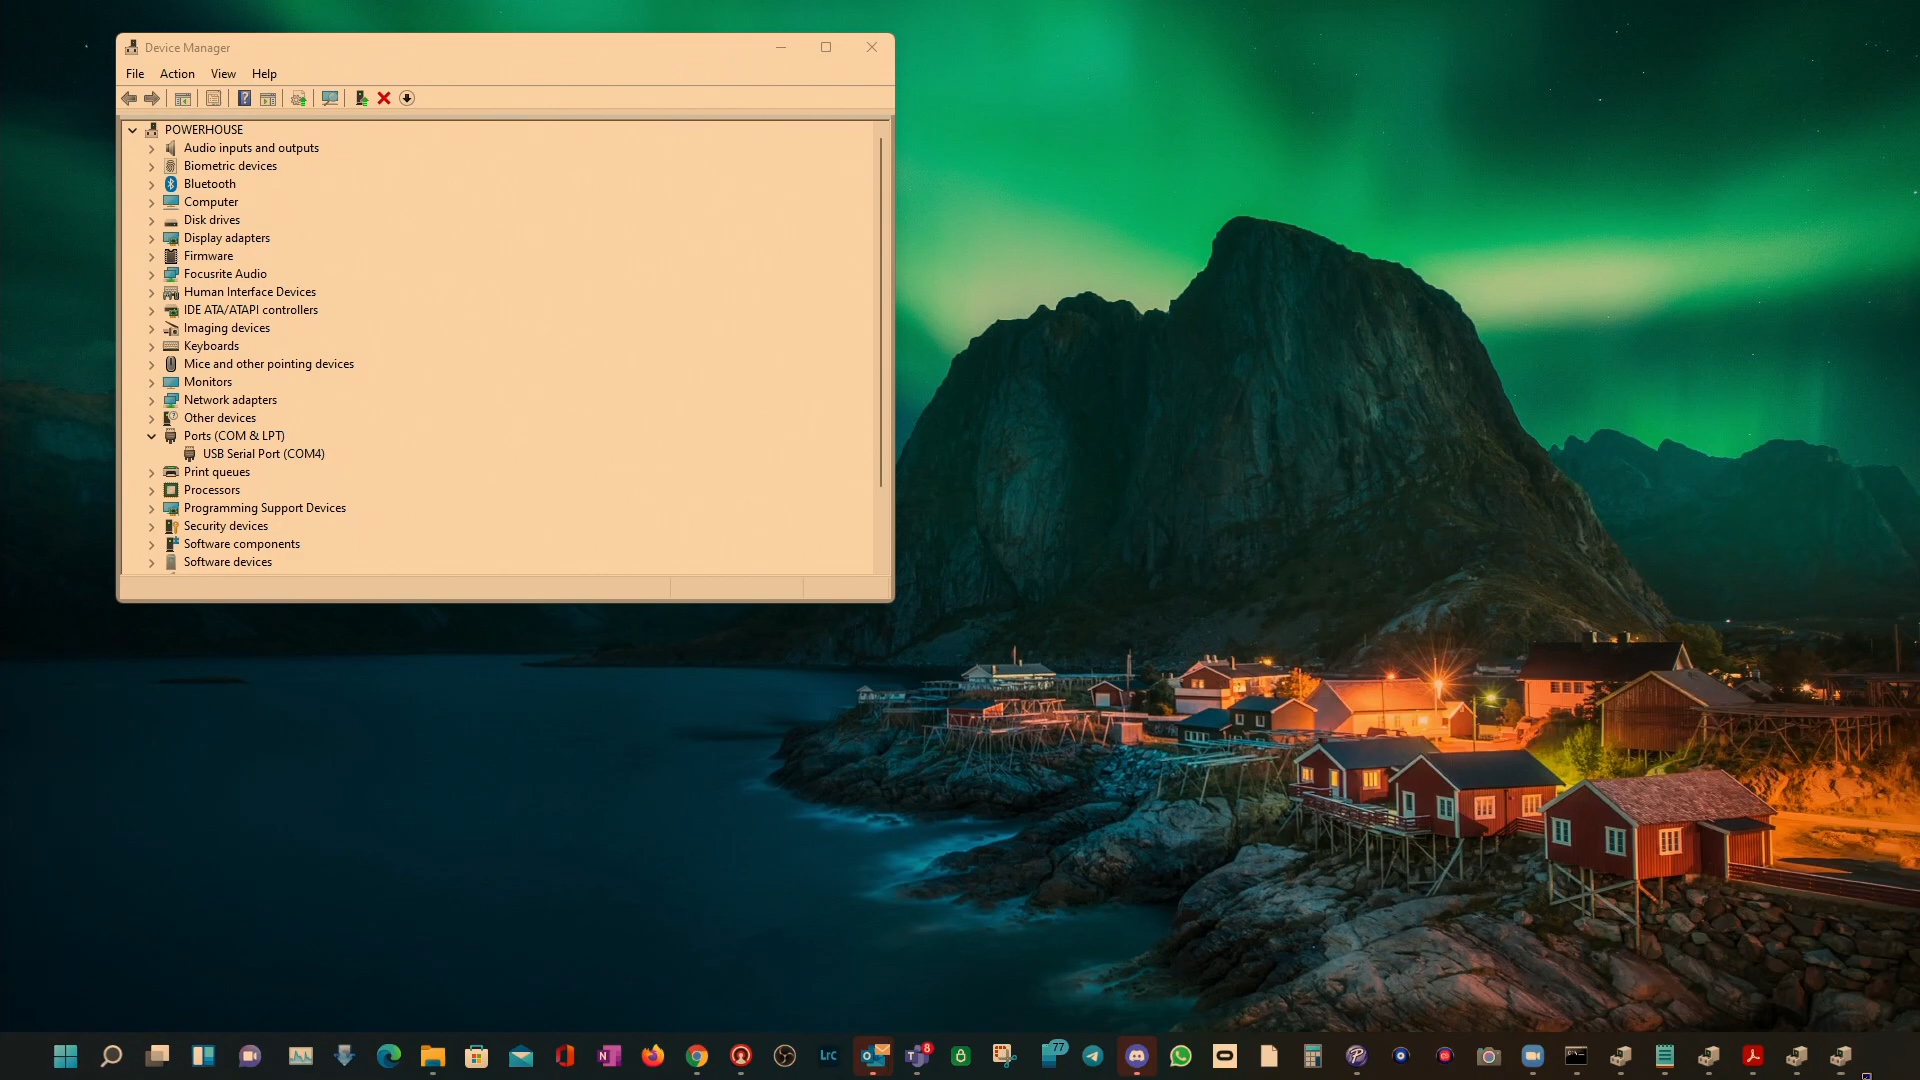 Device Manager
File Action View Help
POWERHOUSE
Audio inputs and outputs
Biometric devices
Bluetooth
Computer
Disk drives
Display adapters
Firmware
Focusrite Audio
Human Interface Devices
IDE ATA/ATAPI controllers
Imaging devices
Keyboards
Mice and other pointing devices
Monitors
Network adapters
Other devices
Ports (COM & LPT)
USB Serial Port (COM4)
Print queues
Processors
Programming Support Devices
Security devices
Software components
Software devices
Lrc 8 77